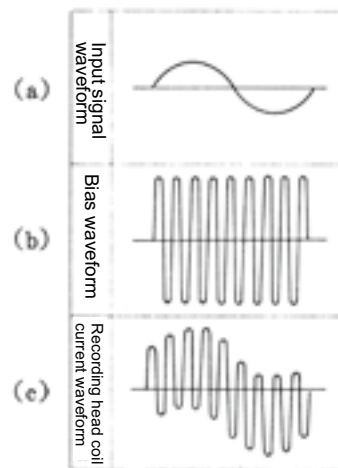 (a)
Input signal
waveform
(b)
Bias waveform
(c)
Recording head coil
current waveform